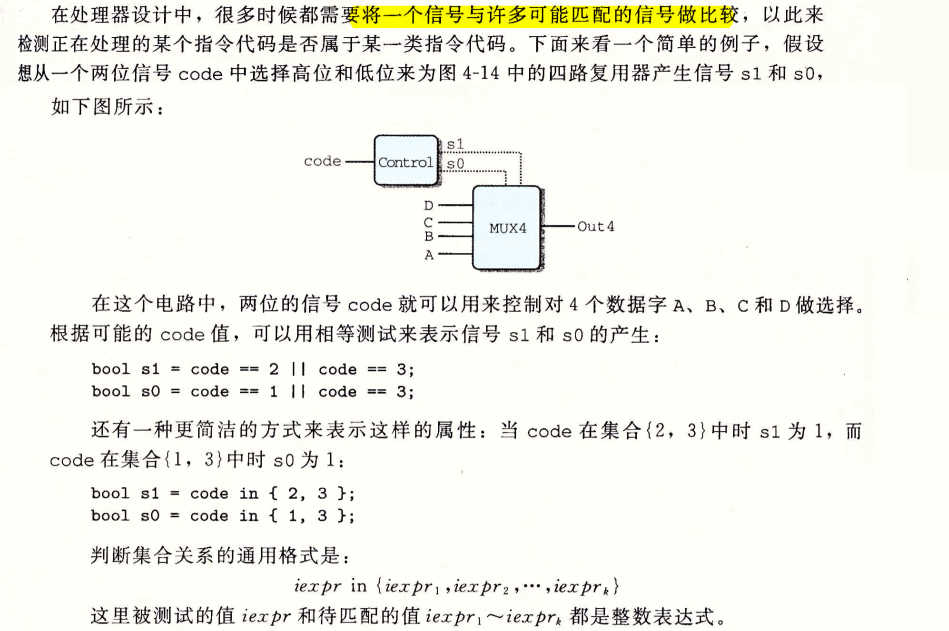 在处理器设计中，很多时候都需要将一个信号与许多可能匹配的信号做比较，以此来
检测正在处理的某个指令代码是否属于某一类指令代码。下面来看一个简单的例子，假设
想从一个两位信号 code 中选择高位和低位来为图 4-14 中的四路复用器产生信号 s1 和 s0，
如下图所示：
s1
code
Control
s0
D
C
B
A
MUX4
Out4
在这个电路中，两位的信号 code 就可以用来控制对 4 个数据字 A、B、C 和 D 做选择。
根据可能的 code 值，可以用相等测试来表示信号 s1 和 s0 的产生：
bool s1 = code == 2 || code == 3;
bool s0 = code == 1 || code == 3;
还有一种更简洁的方式来表示这样的属性：当 code 在集合{2，3}中时 s1 为 1，而
code 在集合{1，3}中时 s0 为 1：
bool s1 = code in { 2, 3 };
bool s0 = code in { 1, 3 };
判断集合关系的通用格式是：
iexpr in {iexpr₁,iexpr₂,⋯,iexprₖ}
这里被测试的值 iexpr 和待匹配的值 iexpr₁～iexprₖ 都是整数表达式。